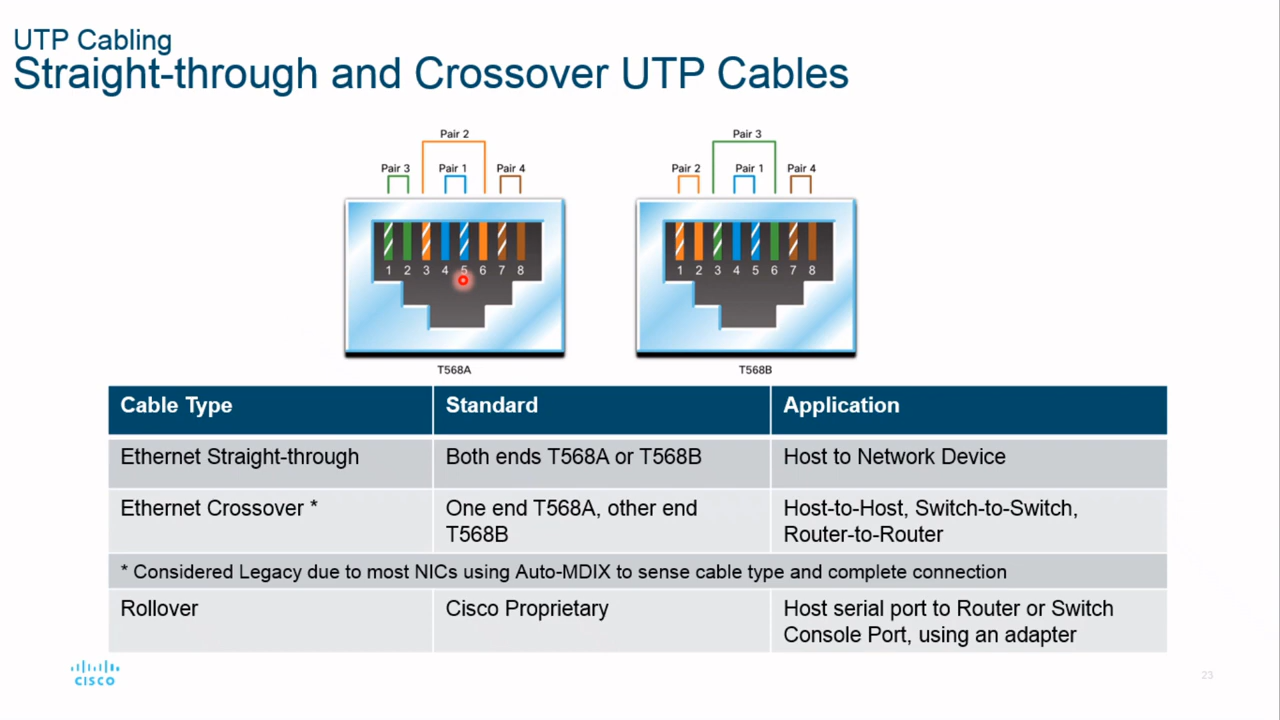 UTP Cabling
Straight-through and Crossover UTP Cables
Pair 2
Pair 3 Pair 1 Pair 4
1 2 3 4 5 6 7 8
T568A
Pair 3
Pair 2 Pair 1 Pair 4
1 2 3 4 5 6 7 8
T568B
Cable Type Standard Application
Ethernet Straight-through Both ends T568A or T568B Host to Network Device
Ethernet Crossover * One end T568A, other end Host-to-Host, Switch-to-Switch,
T568B Router-to-Router
* Considered Legacy due to most NICs using Auto-MDIX to sense cable type and complete connection
Rollover Cisco Proprietary Host serial port to Router or Switch
Console Port, using an adapter
CISCO
23